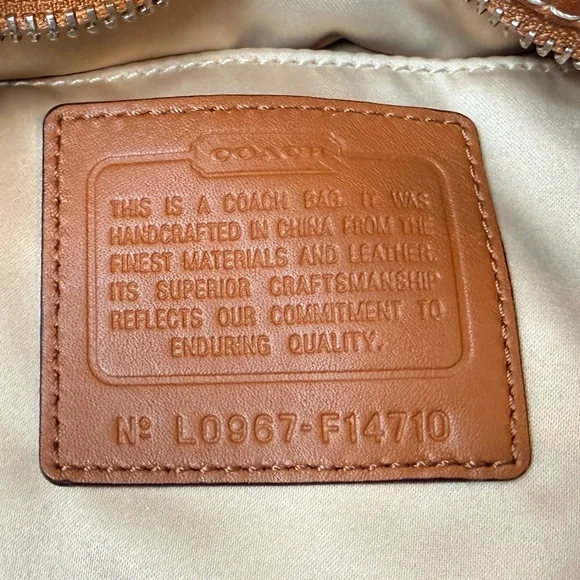 COACH
THIS IS A COACH BAG. IT WAS
HANDCRAFTED IN CHINA FROM THE
FINEST MATERIALS AND LEATHER.
ITS SUPERIOR CRAFTSMANSHIP
REFLECTS OUR COMMITMENT TO
ENDURING QUALITY.
Nº L0967-F14710